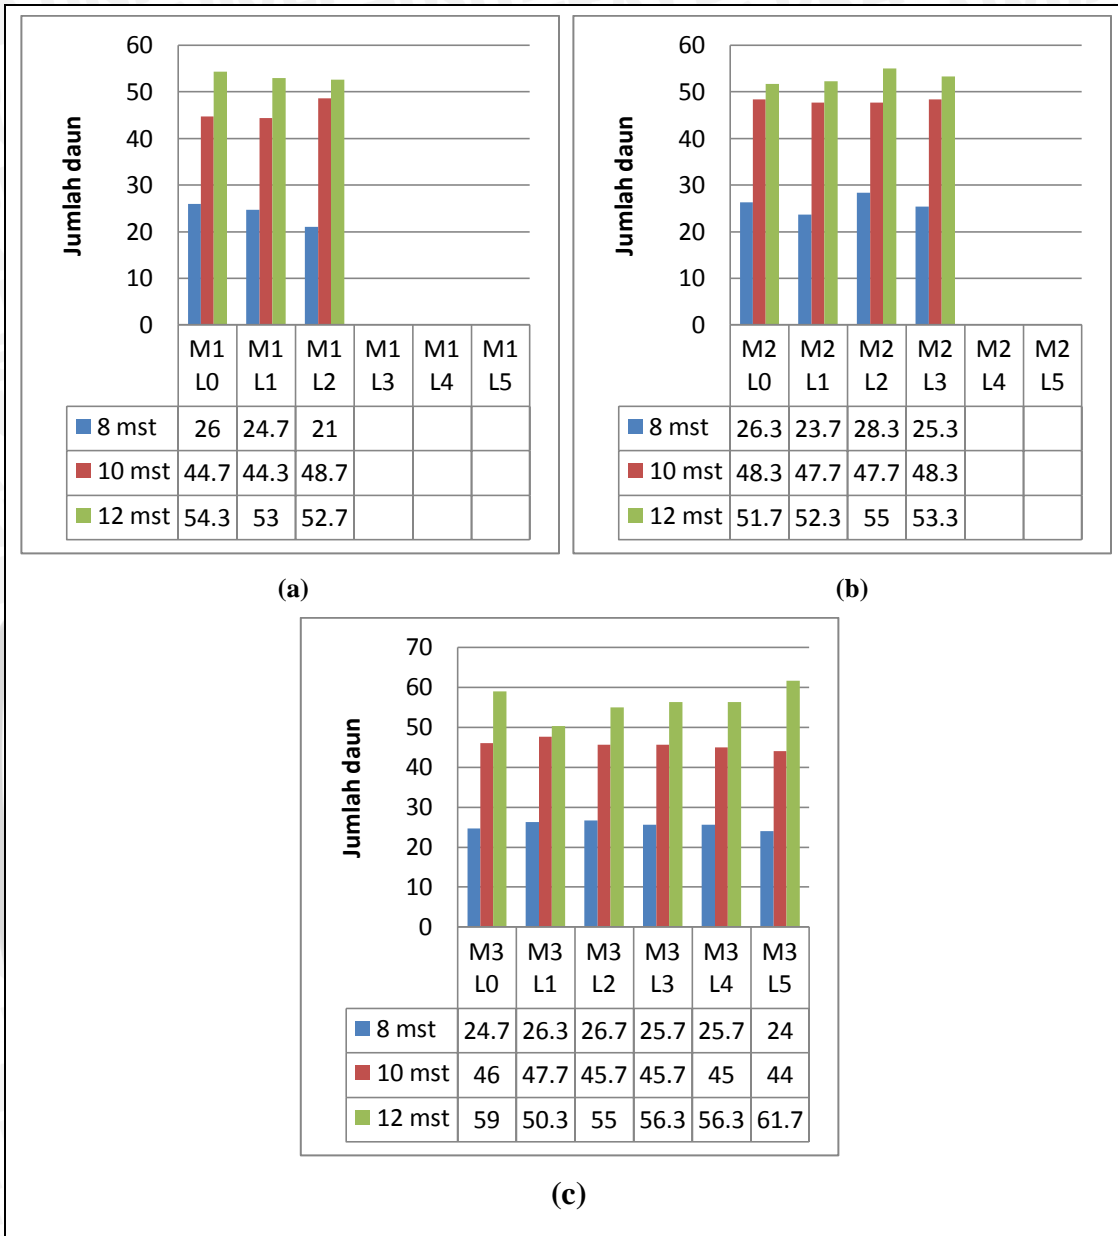 60
50
40
30
20
10
0
Jumlah daun
M1 M1 M1 M1 M1 M1
L0 L1 L2 L3 L4 L5
8 mst 26 24.7 21
10 mst 44.7 44.3 48.7
12 mst 54.3 53 52.7
(a)
60
50
40
30
20
10
0
Jumlah daun
M2 M2 M2 M2 M2 M2
L0 L1 L2 L3 L4 L5
8 mst 26.3 23.7 28.3 25.3
10 mst 48.3 47.7 47.7 48.3
12 mst 51.7 52.3 55 53.3
(b)
70
60
50
40
30
20
10
0
Jumlah daun
M3 M3 M3 M3 M3 M3
L0 L1 L2 L3 L4 L5
8 mst 24.7 26.3 26.7 25.7 25.7 24
10 mst 46 47.7 45.7 45.7 45 44
12 mst 59 50.3 55 56.3 56.3 61.7
(c)